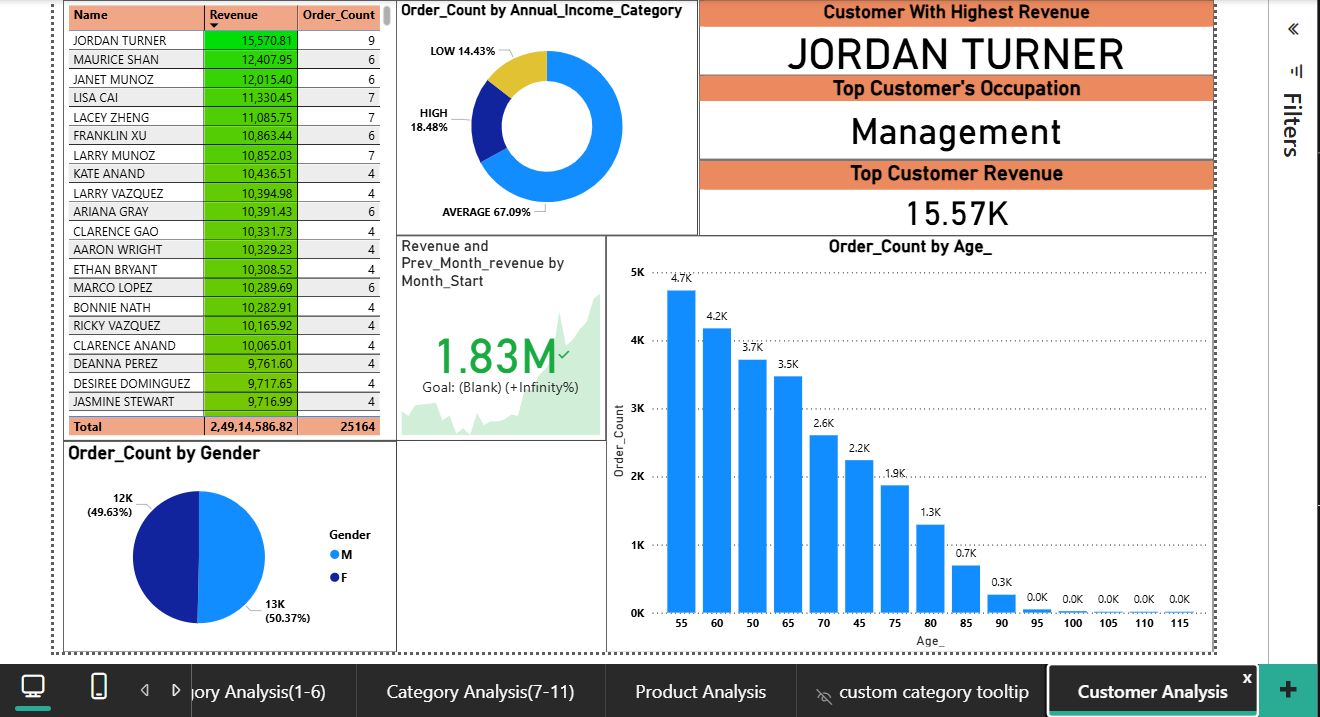 Name Revenue Order_Count
JORDAN TURNER 15,570.81 9
MAURICE SHAN 12,407.95 6
JANET MUNOZ 12,015.40 6
LISA CAI 11,330.45 7
LACEY ZHENG 11,085.75 7
FRANKLIN XU 10,863.44 6
LARRY MUNOZ 10,852.03 7
KATE ANAND 10,436.51 4
LARRY VAZQUEZ 10,394.98 4
ARIANA GRAY 10,391.43 6
CLARENCE GAO 10,331.73 4
AARON WRIGHT 10,329.23 4
ETHAN BRYANT 10,308.52 4
MARCO LOPEZ 10,289.69 6
BONNIE NATH 10,282.91 4
RICKY VAZQUEZ 10,165.92 4
CLARENCE ANAND 10,065.01 4
DEANNA PEREZ 9,761.60 4
DESIREE DOMINGUEZ 9,717.65 4
JASMINE STEWART 9,716.99 4
Total 2,49,14,586.82 25164
Order_Count by Annual_Income_Category
LOW 14.43%
HIGH
18.48%
AVERAGE 67.09%
Customer With Highest Revenue
JORDAN TURNER
Top Customer's Occupation
Management
Top Customer Revenue
15.57K
Revenue and
Prev_Month_revenue by
Month_Start
1.83M
Goal: (Blank) (+Infinity%)
Order_Count by Age_
Order_Count
5K
4K
3K
2K
1K
0K
4.7K 4.2K 3.7K 3.5K 2.6K 2.2K 1.9K 1.3K 0.7K 0.3K 0.0K 0.0K 0.0K 0.0K 0.0K
55 60 50 65 70 45 75 80 85 90 95 100 105 110 115
Age_
Order_Count by Gender
12K
(49.63%)
13K
(50.37%)
Gender
M
F
Filters
ory Analysis(1-6) Category Analysis(7-11) Product Analysis custom category tooltip Customer Analysis x